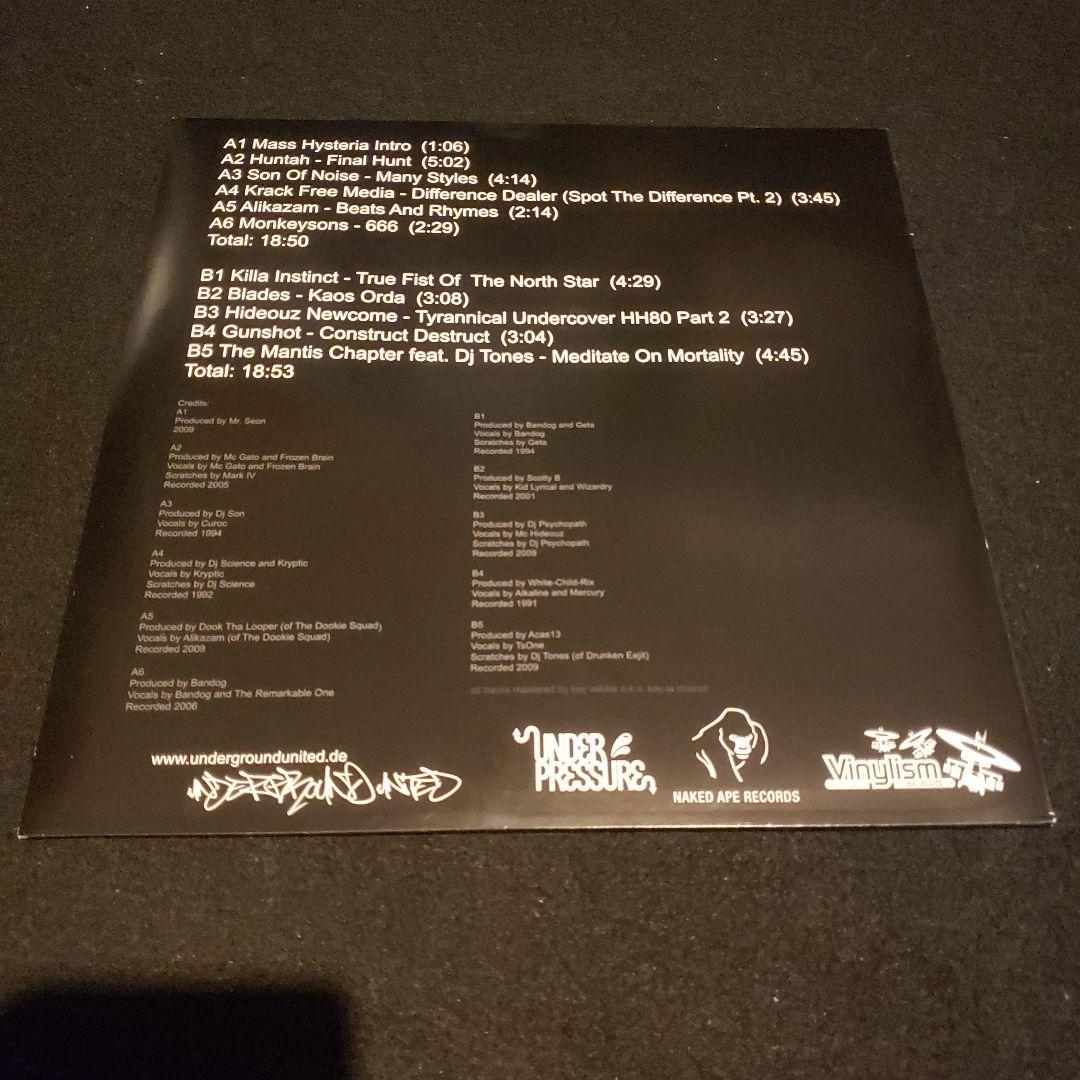 A1 Mass Hysteria Intro (1:06)
A2 Huntah - Final Hunt (5:02)
A3 Son Of Noise - Many Styles (4:14)
A4 Krack Free Media - Difference Dealer (Spot The Difference Pt. 2) (3:45)
A5 Alikazam - Beats And Rhymes (2:14)
A6 Monkeysons - 666 (2:29)
Total: 18:50
B1 Killa Instinct - True Fist Of The North Star (4:29)
B2 Blades - Kaos Orda (3:08)
B3 Hideouz Newcome - Tyrannical Undercover HH80 Part 2 (3:27)
B4 Gunshot - Construct Destruct (3:04)
B5 The Mantis Chapter feat. Dj Tones - Meditate On Mortality (4:45)
Total: 18:53
Credits:
A1
Produced by Mr. Seon
2009
A2
Produced by Mc Gato and Frozen Brain
Vocals by Mc Gato and Frozen Brain
Scratches by Mark IV
Recorded 2005
A3
Produced by Dj Son
Vocals by Curoc
Recorded 1994
A4
Produced by Dj Science and Kryptic
Vocals by Kryptic
Scratches by Dj Science
Recorded 1992
A5
Produced by Dook Tha Looper (of The Dookie Squad)
Vocals by Alikazam (of The Dookie Squad)
Recorded 2008
A6
Produced by Bandog
Vocals by Bandog and The Remarkable One
Recorded 2006
B1
Produced by Bandog and Geta
Vocals by Bandog
Scratches by Geta
Recorded 1994
B2
Produced by Scotty B
Vocals by Kid Lyrical and Wizardry
Recorded 2001
B3
Produced by Dj Psychopath
Vocals by Mc Hideouz
Scratches by Dj Psychopath
Recorded 2009
B4
Produced by White-Child-Rix
Vocals by Alkaline and Mercury
Recorded 1991
B5
Produced by Acas13
Vocals by TsOne
Scratches by Dj Tones (of Drunken Eejit)
Recorded 2009
all tracks mastered by
www.undergroundunited.de
UNDERGROUND UNITED
UNDER
PRESSURE
NAKED APE RECORDS
Vinylism